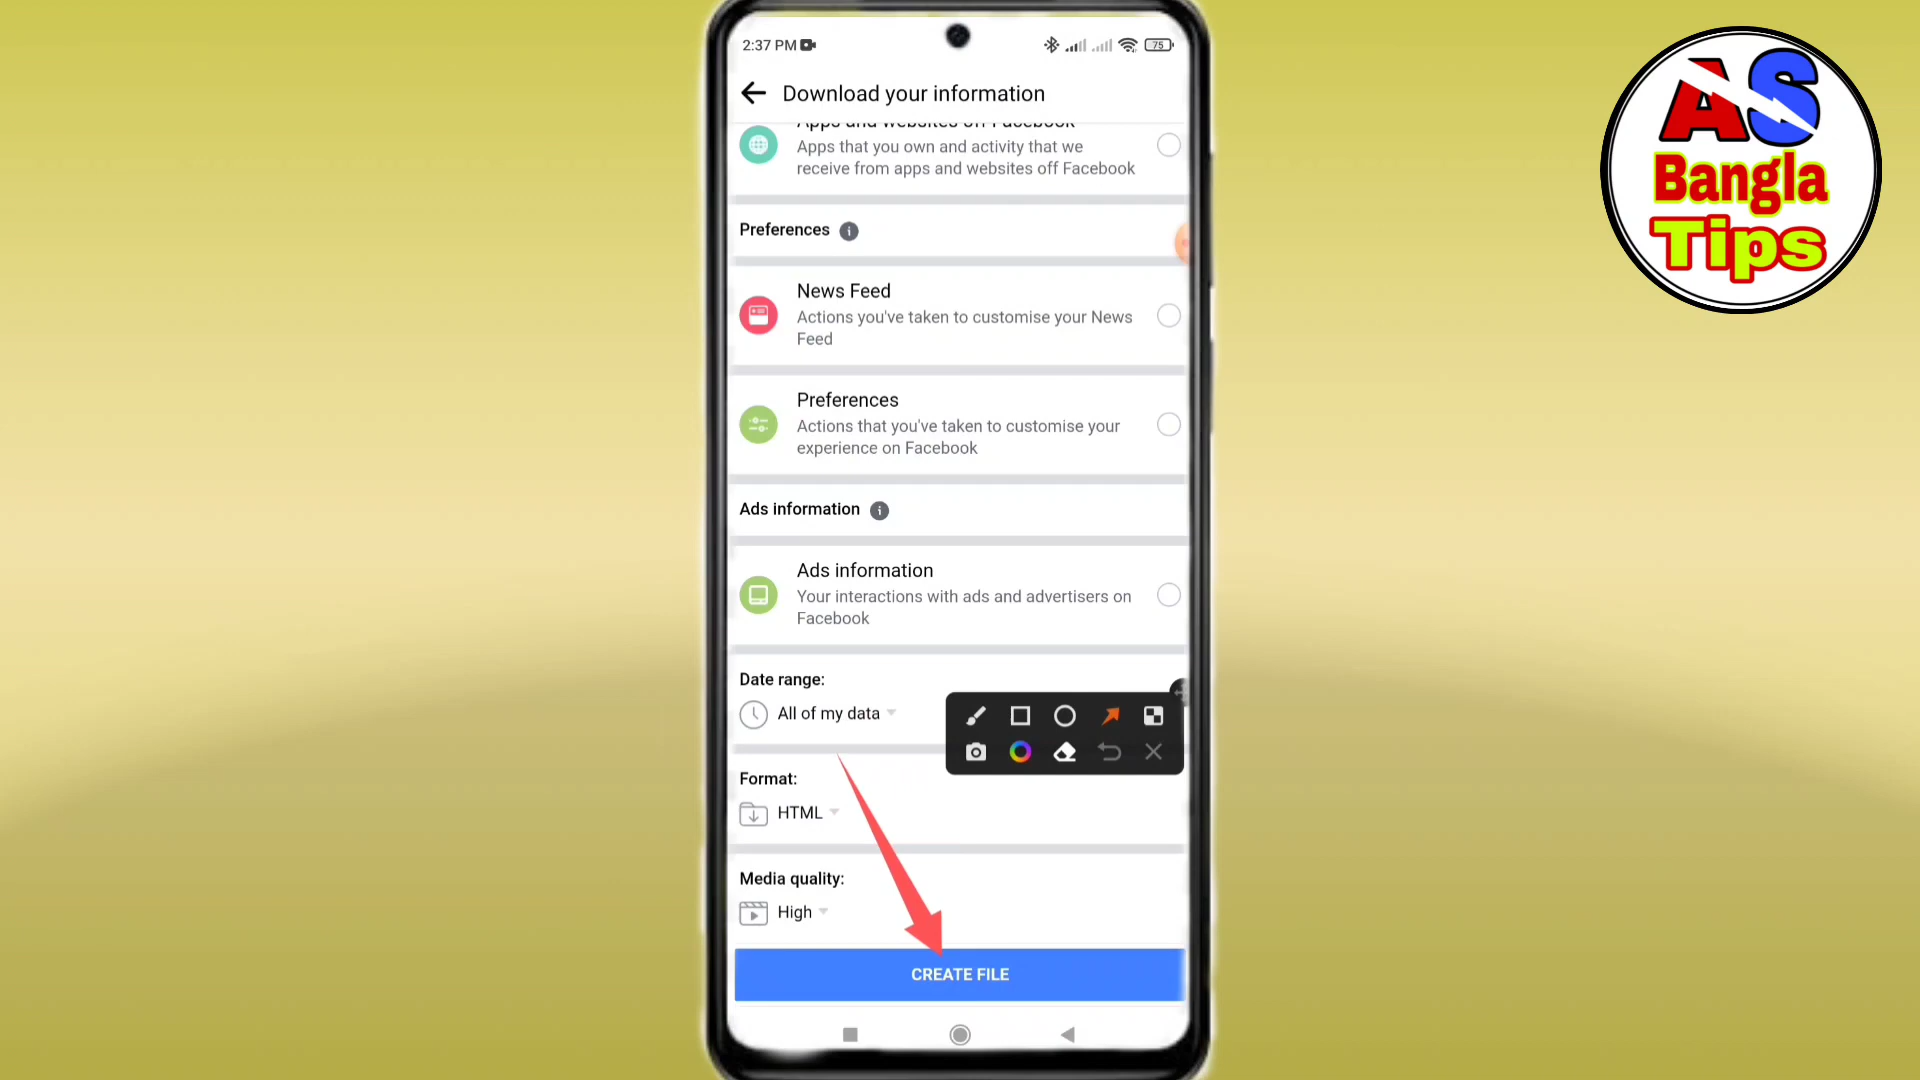 2:37 PM
75
Download your information
Apps and websites off Facebook
Apps that you own and activity that we
receive from apps and websites off Facebook
Preferences
News Feed
Actions you've taken to customise your News
Feed
Preferences
Actions that you've taken to customise your
experience on Facebook
Ads information
Ads information
Your interactions with ads and advertisers on
Facebook
Date range:
All of my data
Format:
HTML
Media quality:
High
CREATE FILE
AS
Bangla
Tips